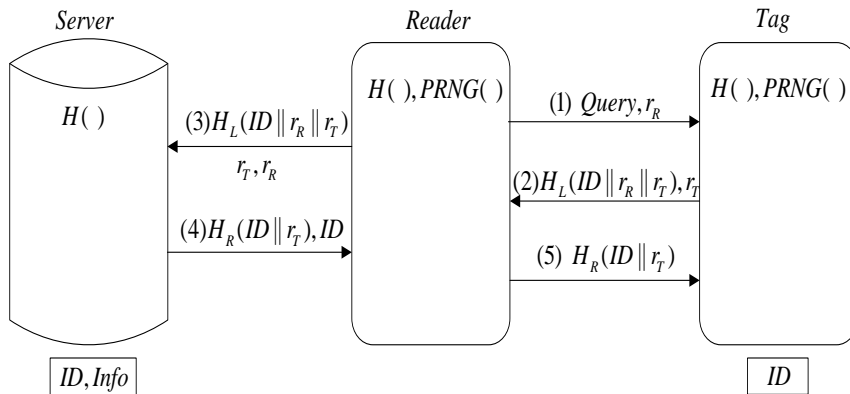 Server
Reader
Tag
H( )
H( ), PRNG( )
H( ), PRNG( )
(1) Query, r_R
(3)H_L(ID || r_R || r_T)
r_T, r_R
(2)H_L(ID || r_R || r_T), r_T
(4)H_R(ID || r_T), ID
(5) H_R(ID || r_T)
ID, Info
ID